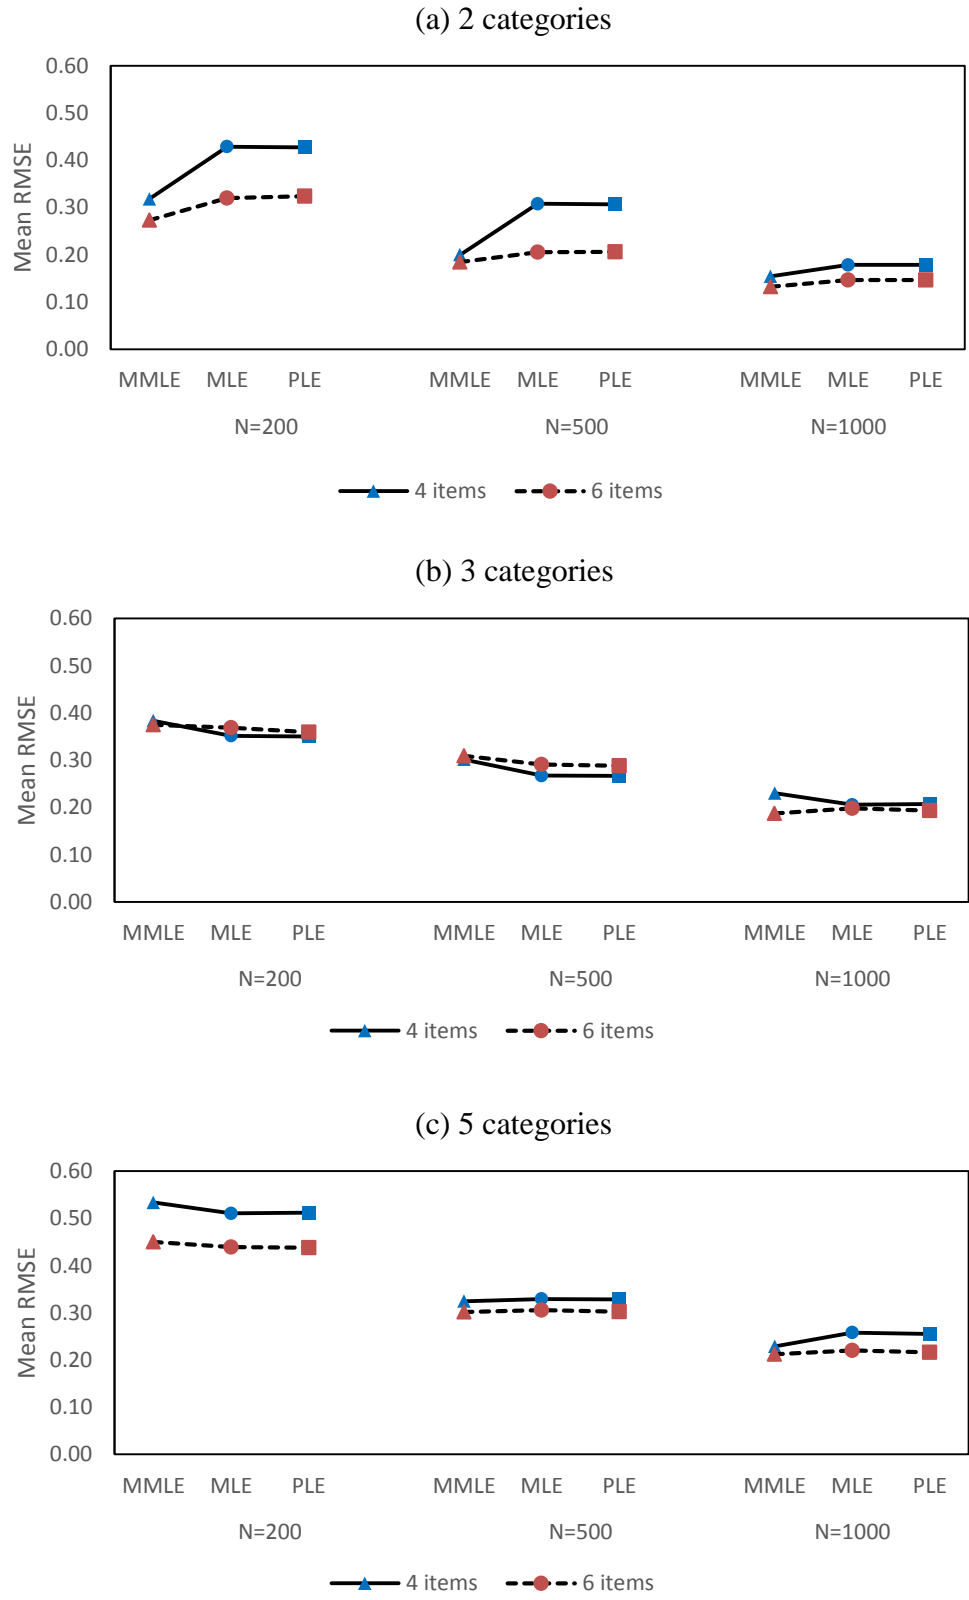 (a) 2 categories
0.60
0.50
0.40
0.30
0.20
0.10
0.00
Mean RMSE
MMLE MLE PLE MMLE MLE PLE MMLE MLE PLE
N=200 N=500 N=1000
4 items 6 items
(b) 3 categories
0.60
0.50
0.40
0.30
0.20
0.10
0.00
Mean RMSE
MMLE MLE PLE MMLE MLE PLE MMLE MLE PLE
N=200 N=500 N=1000
4 items 6 items
(c) 5 categories
0.60
0.50
0.40
0.30
0.20
0.10
0.00
Mean RMSE
MMLE MLE PLE MMLE MLE PLE MMLE MLE PLE
N=200 N=500 N=1000
4 items 6 items